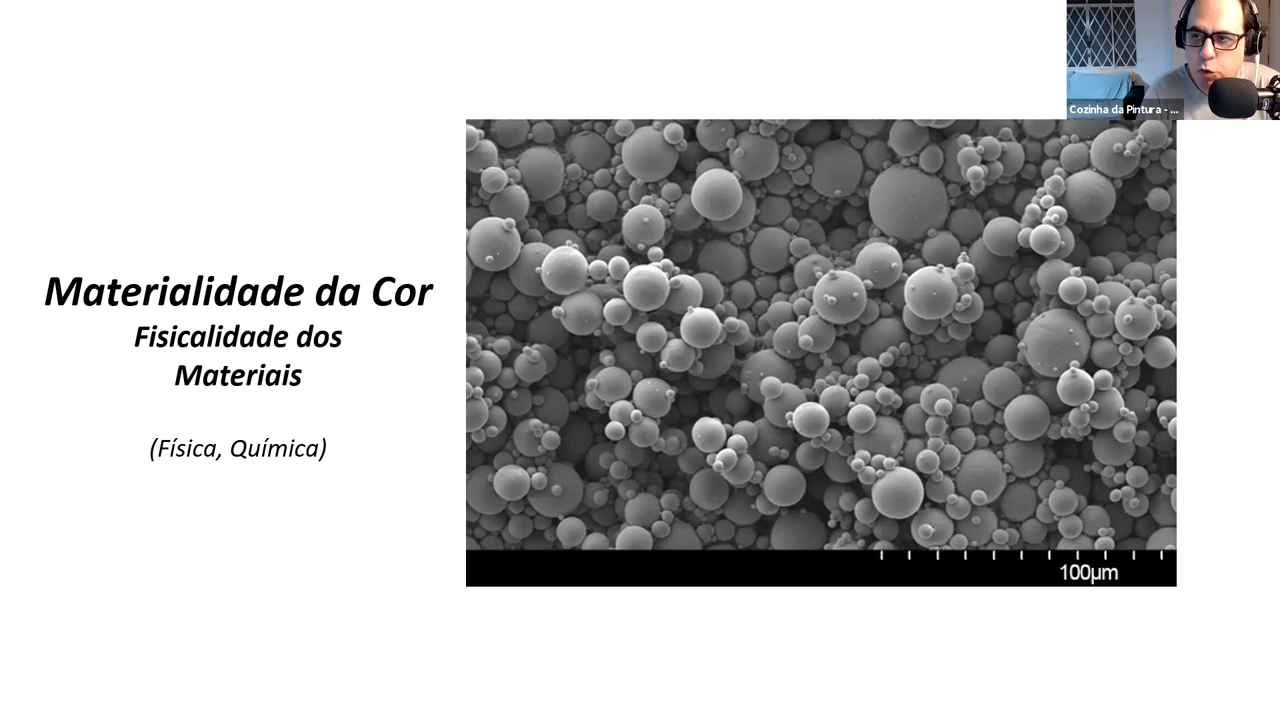 Cozinha da Pintura - ...
Materialidade da Cor
Fisicalidade dos
Materiais
(Física, Química)
100µm